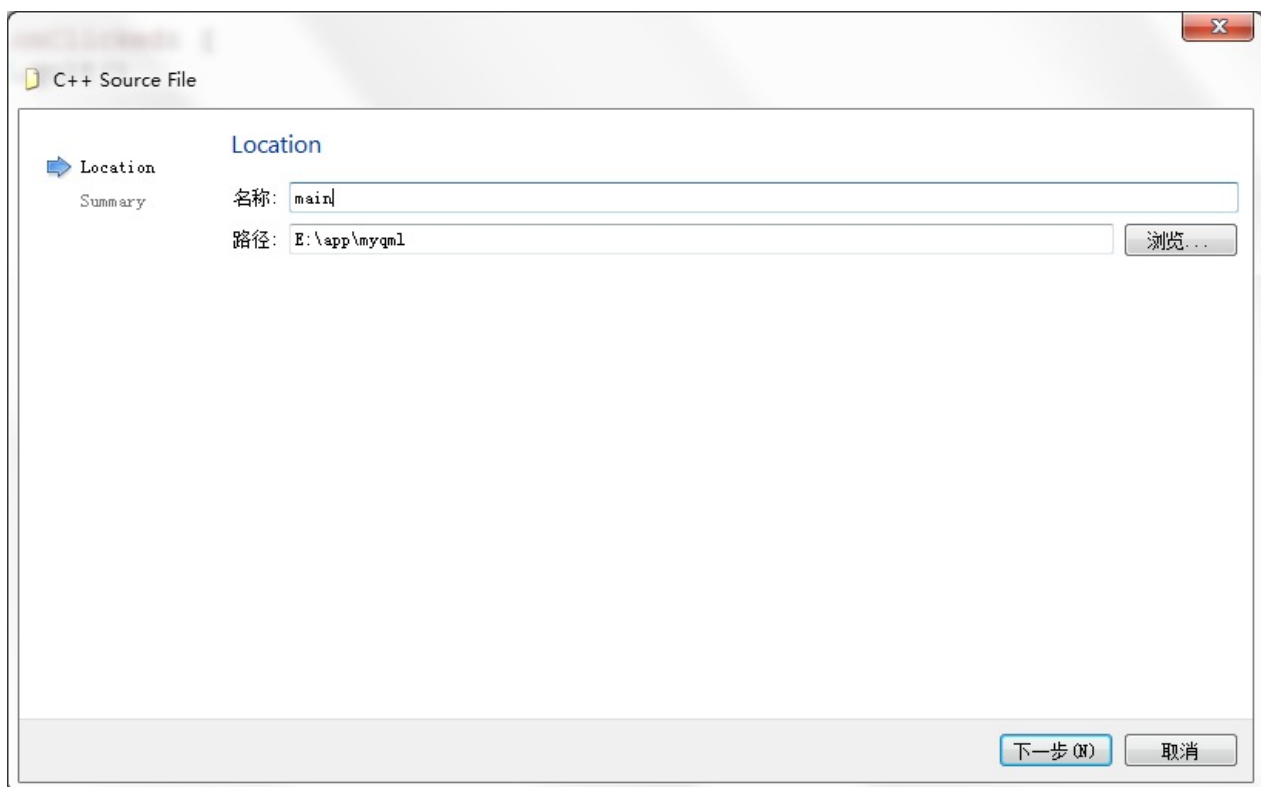 C++ Source File
Location
Location
Summary
名称: main
路径: E:\app\myqml
浏览...
下一步(N)
取消